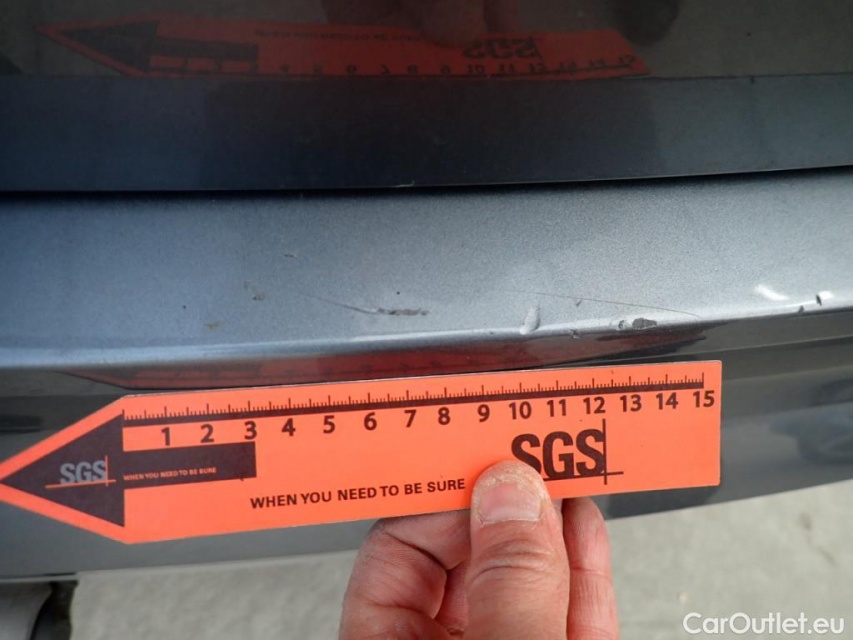 1 2 3 4 5 6 7 8 9 10 11 12 13 14 15
SGS
SGS
WHEN YOU NEED TO BE SURE
WHEN YOU NEED TO BE SURE
CarOutlet.eu